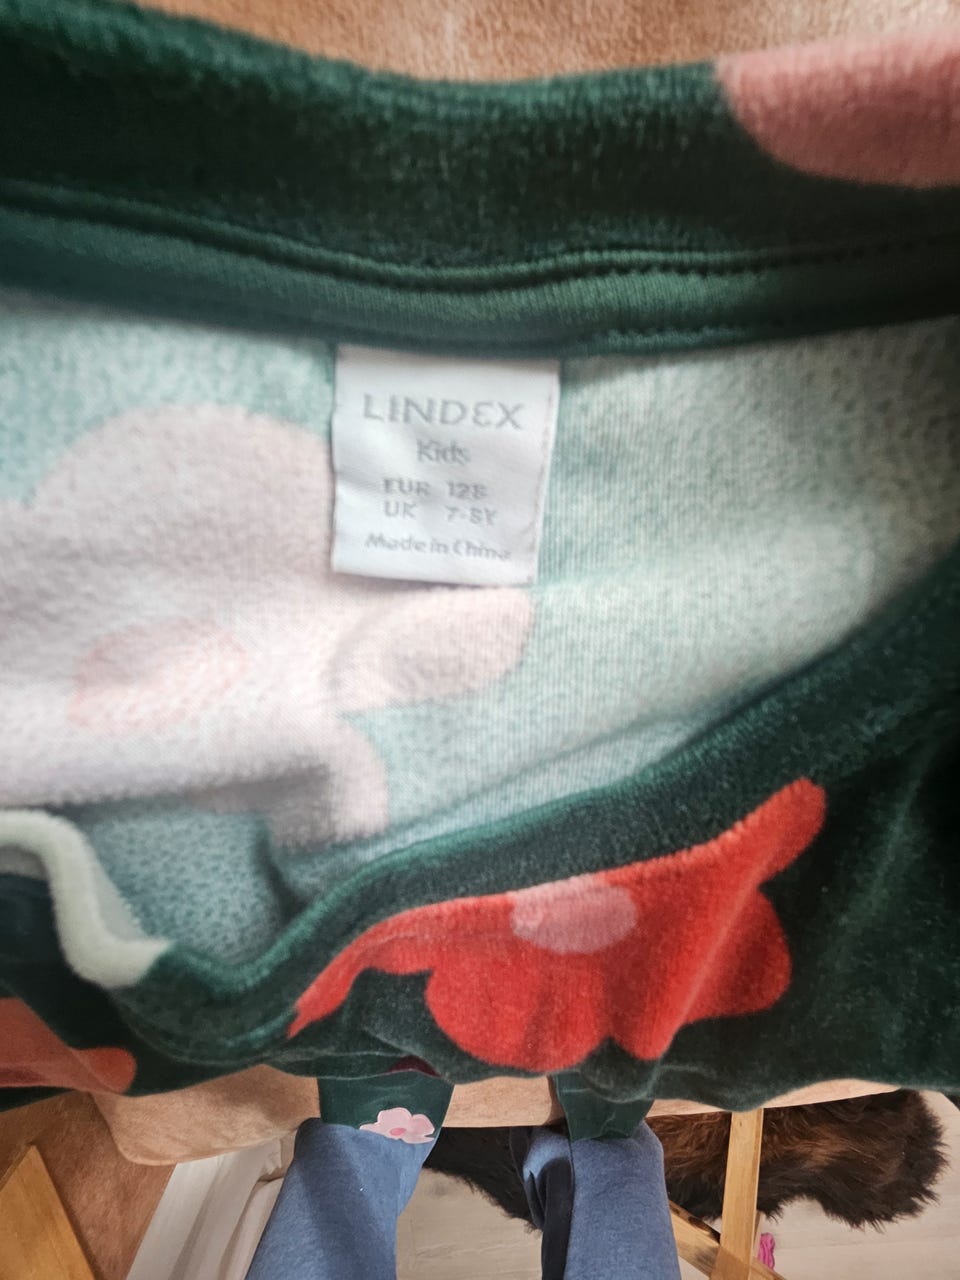 LINDEX
Kids
EUR 128
UK 7-8Y
Made in China